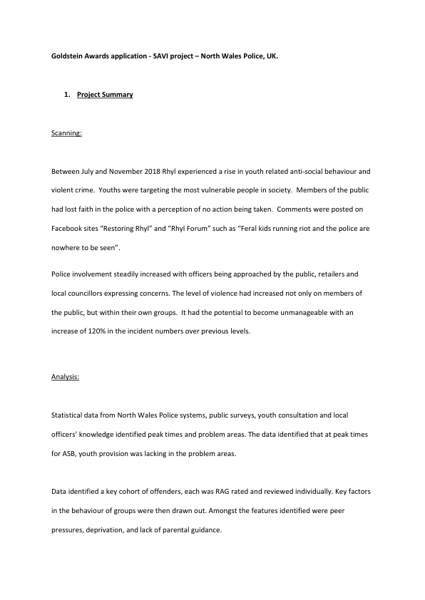 Goldstein Awards application - SAVI project – North Wales Police, UK.
1. Project Summary
Scanning:
Between July and November 2018 Rhyl experienced a rise in youth related anti-social behaviour and
violent crime.  Youths were targeting the most vulnerable people in society.  Members of the public
had lost faith in the police with a perception of no action being taken.  Comments were posted on
Facebook sites “Restoring Rhyl” and “Rhyl Forum” such as “Feral kids running riot and the police are
nowhere to be seen”.
Police involvement steadily increased with officers being approached by the public, retailers and
local councillors expressing concerns. The level of violence had increased not only on members of
the public, but within their own groups.  It had the potential to become unmanageable with an
increase of 120% in the incident numbers over previous levels.
Analysis:
Statistical data from North Wales Police systems, public surveys, youth consultation and local
officers’ knowledge identified peak times and problem areas. The data identified that at peak times
for ASB, youth provision was lacking in the problem areas.
Data identified a key cohort of offenders, each was RAG rated and reviewed individually. Key factors
in the behaviour of groups were then drawn out. Amongst the features identified were peer
pressures, deprivation, and lack of parental guidance.